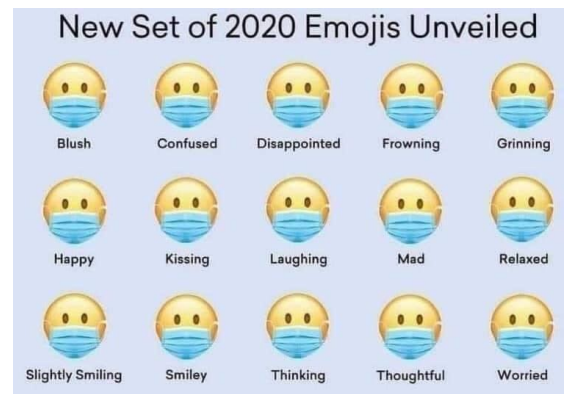 New Set of 2020 Emojis Unveiled
Blush Confused Disappointed Frowning Grinning
Happy Kissing Laughing Mad Relaxed
Slightly Smiling Smiley Thinking Thoughtful Worried